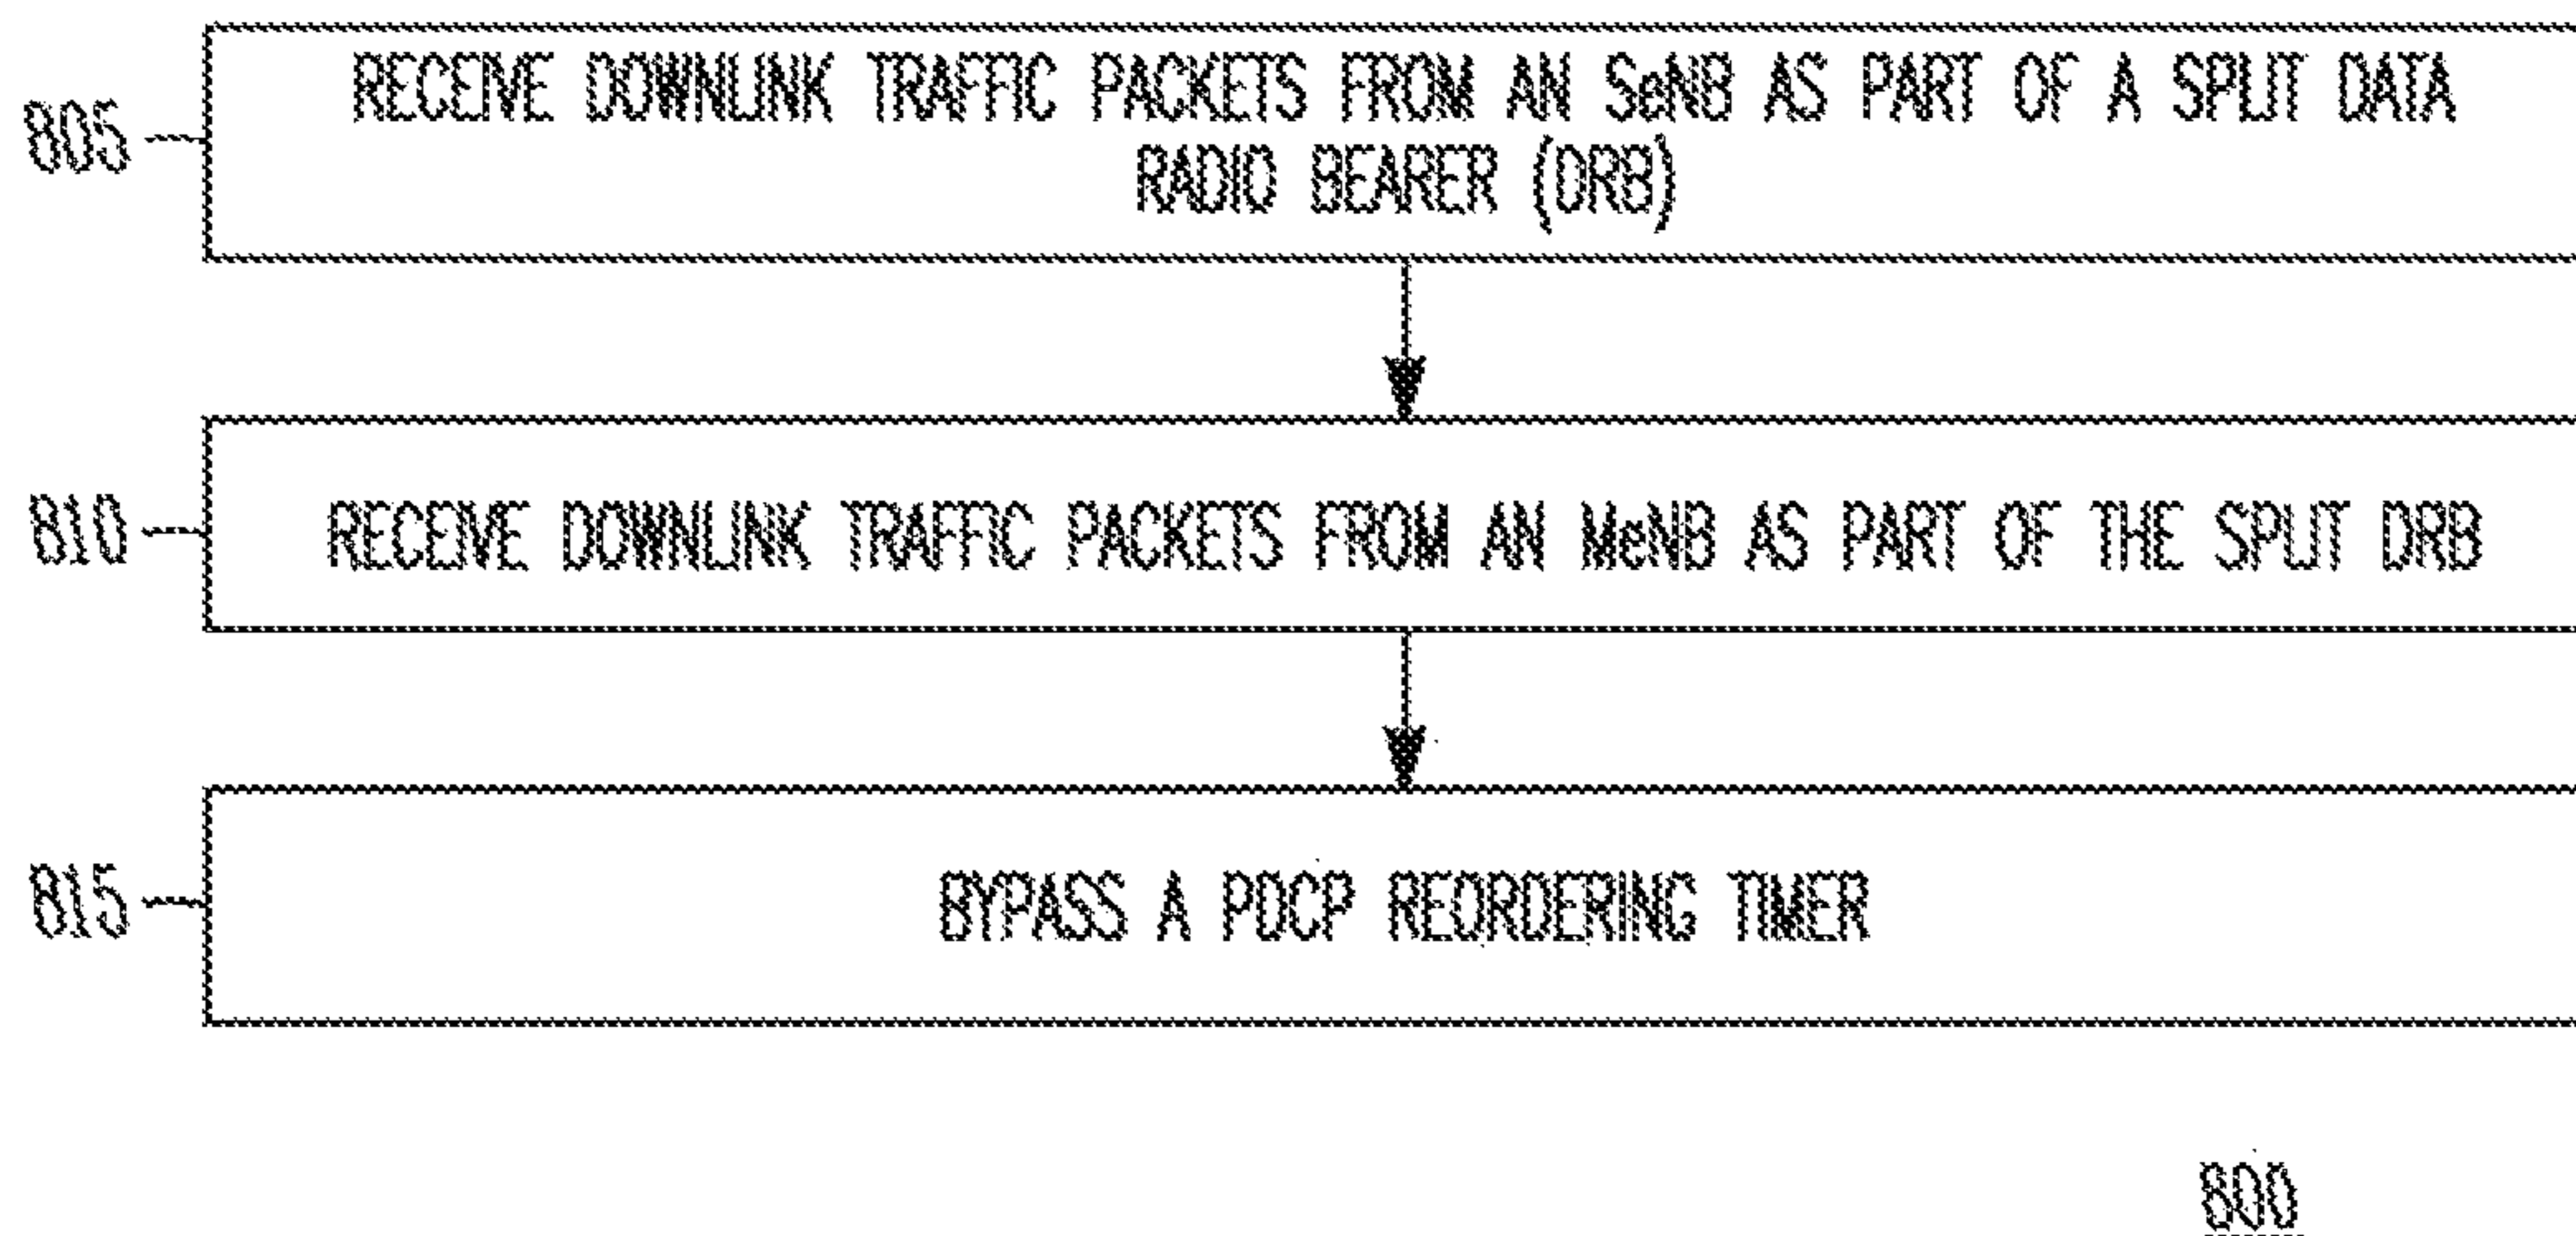 805
RECEIVE DOWNLINK TRAFFIC PACKETS FROM AN SeNB AS PART OF A SPLIT DATA
RADIO BEARER (DRB)
810
RECEIVE DOWNLINK TRAFFIC PACKETS FROM AN MeNB AS PART OF THE SPLIT DRB
815
BYPASS A PDCP REORDERING TIMER
800